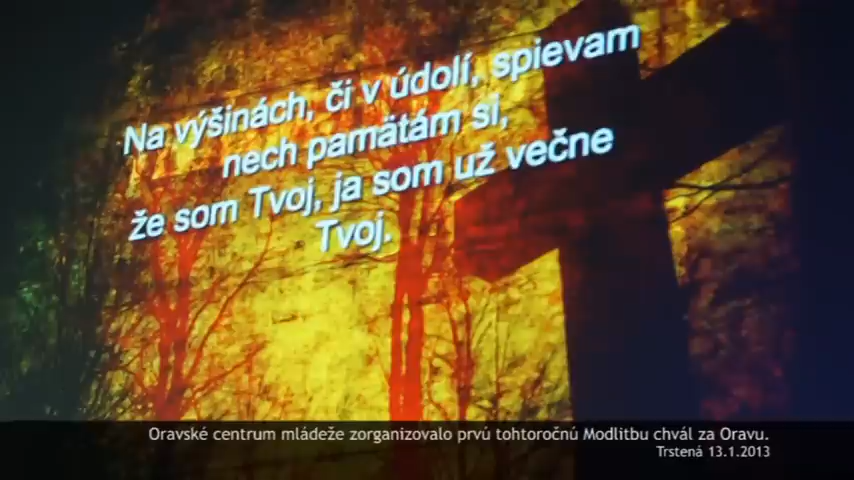 Na výšinách, či v údolí, spievam
nech pamätám si,
že som Tvoj, ja som už večne
Tvoj.
Oravské centrum mládeže zorganizovalo prvú tohtoročnú Modlitbu chvál za Oravu.
Trstená 13.1.2013